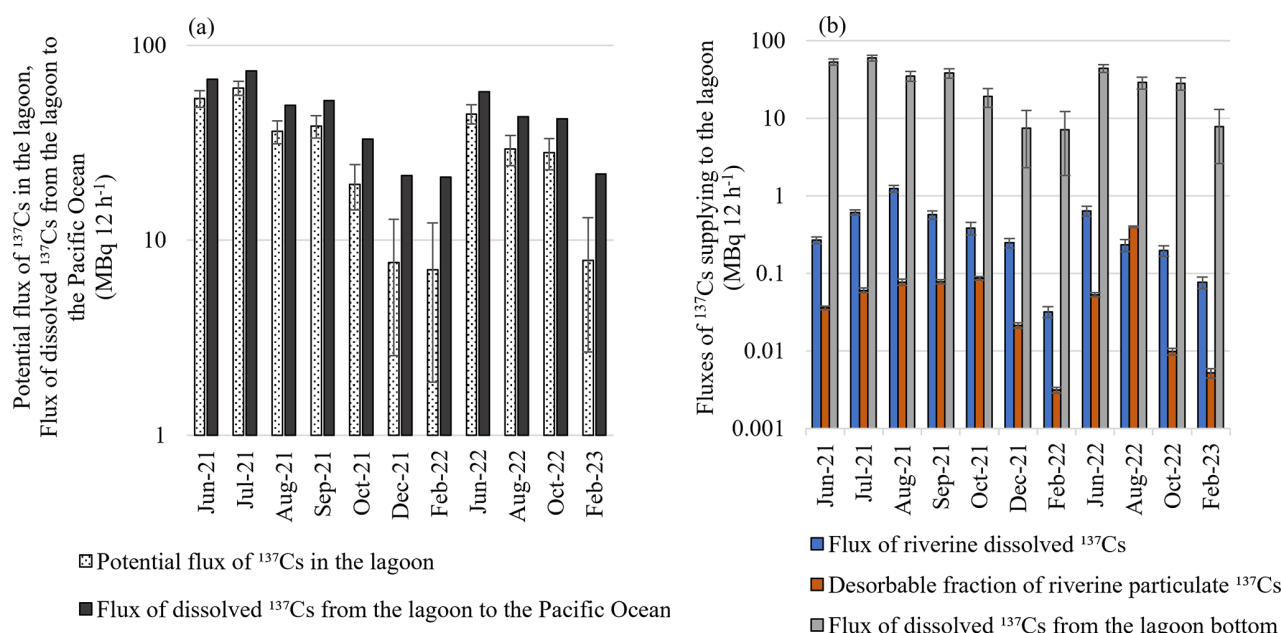 (a)
Potential flux of ¹³⁷Cs in the lagoon,
Flux of dissolved ¹³⁷Cs from the lagoon to
the Pacific Ocean
(MBq 12 h⁻¹)
100
10
1
Jun-21
Jul-21
Aug-21
Sep-21
Oct-21
Dec-21
Feb-22
Jun-22
Aug-22
Oct-22
Feb-23
Potential flux of ¹³⁷Cs in the lagoon
Flux of dissolved ¹³⁷Cs from the lagoon to the Pacific Ocean
(b)
Fluxes of ¹³⁷Cs supplying to the lagoon
(MBq 12 h⁻¹)
100
10
1
0.1
0.01
0.001
Jun-21
Jul-21
Aug-21
Sep-21
Oct-21
Dec-21
Feb-22
Jun-22
Aug-22
Oct-22
Feb-23
Flux of riverine dissolved ¹³⁷Cs
Desorbable fraction of riverine particulate ¹³⁷Cs
Flux of dissolved ¹³⁷Cs from the lagoon bottom